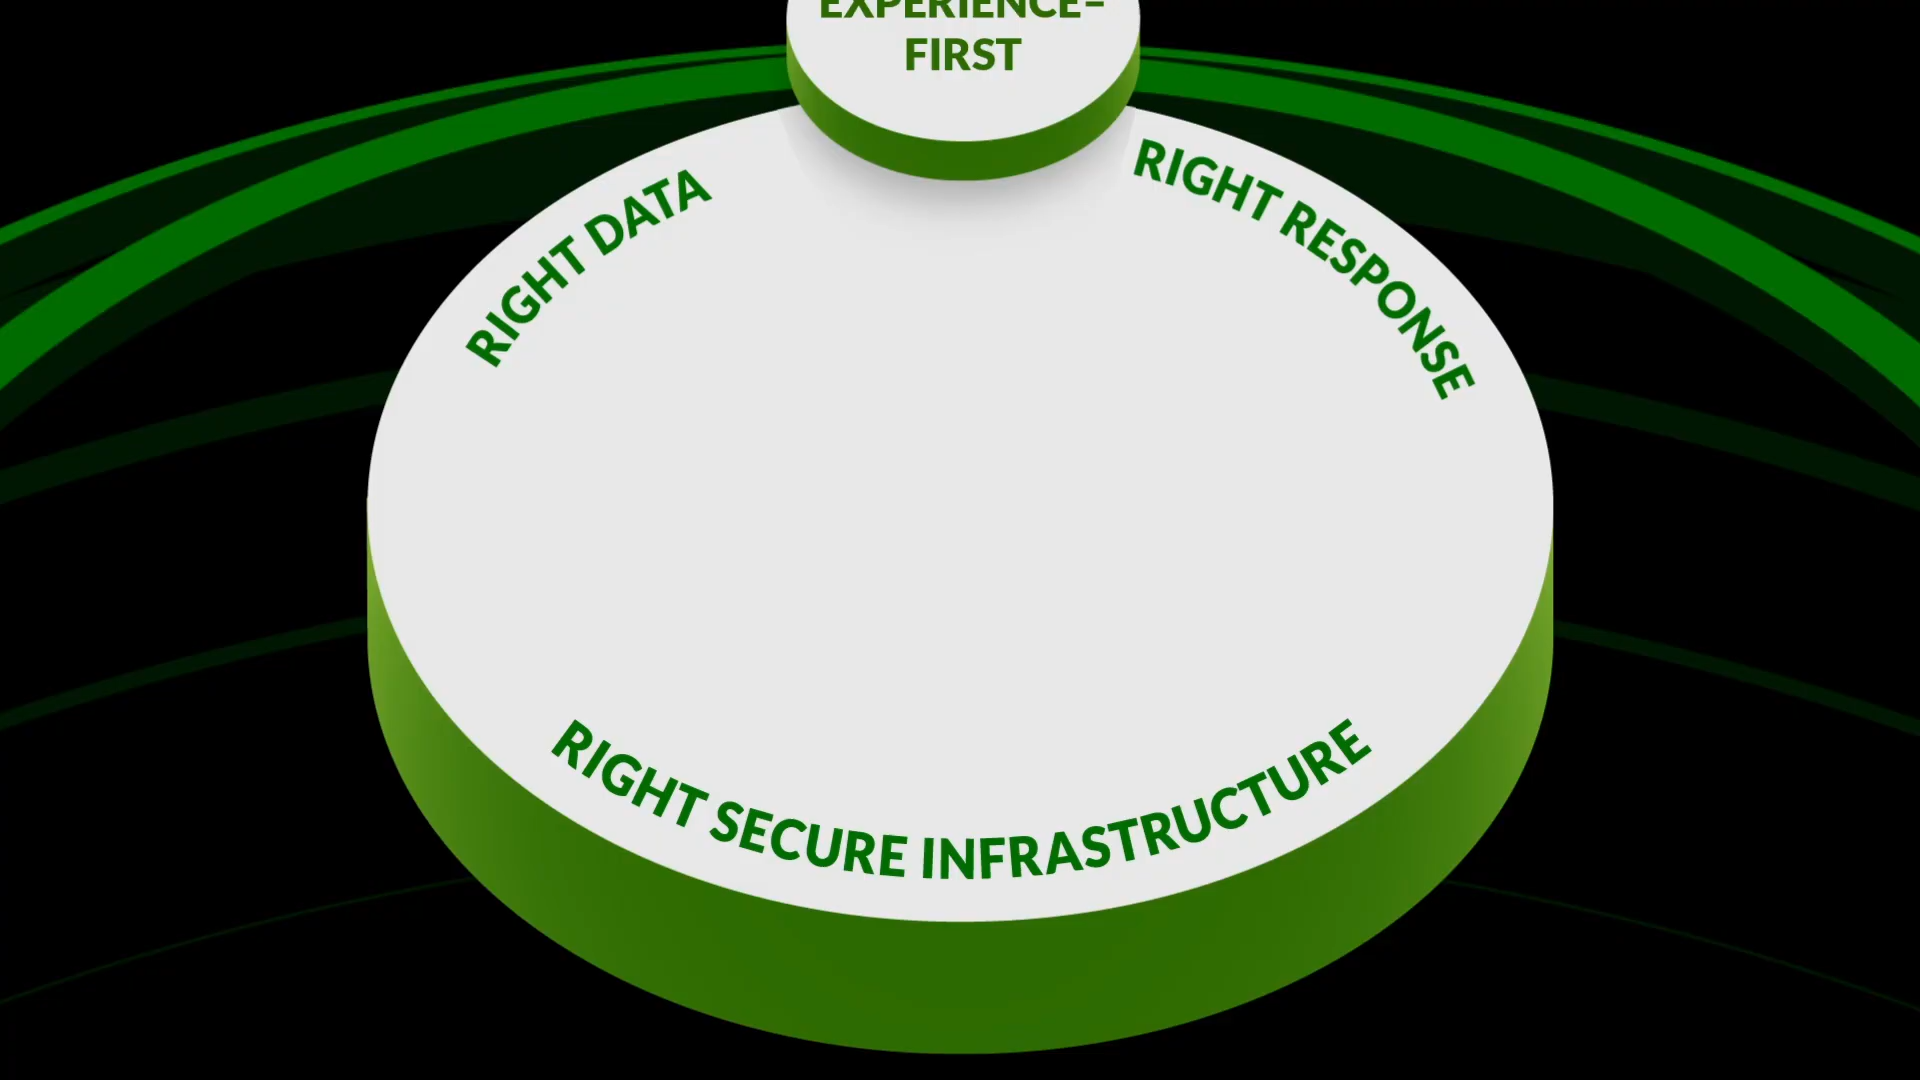 EXPERIENCE–
FIRST
RIGHT DATA
RIGHT RESPONSE
RIGHT SECURE INFRASTRUCTURE